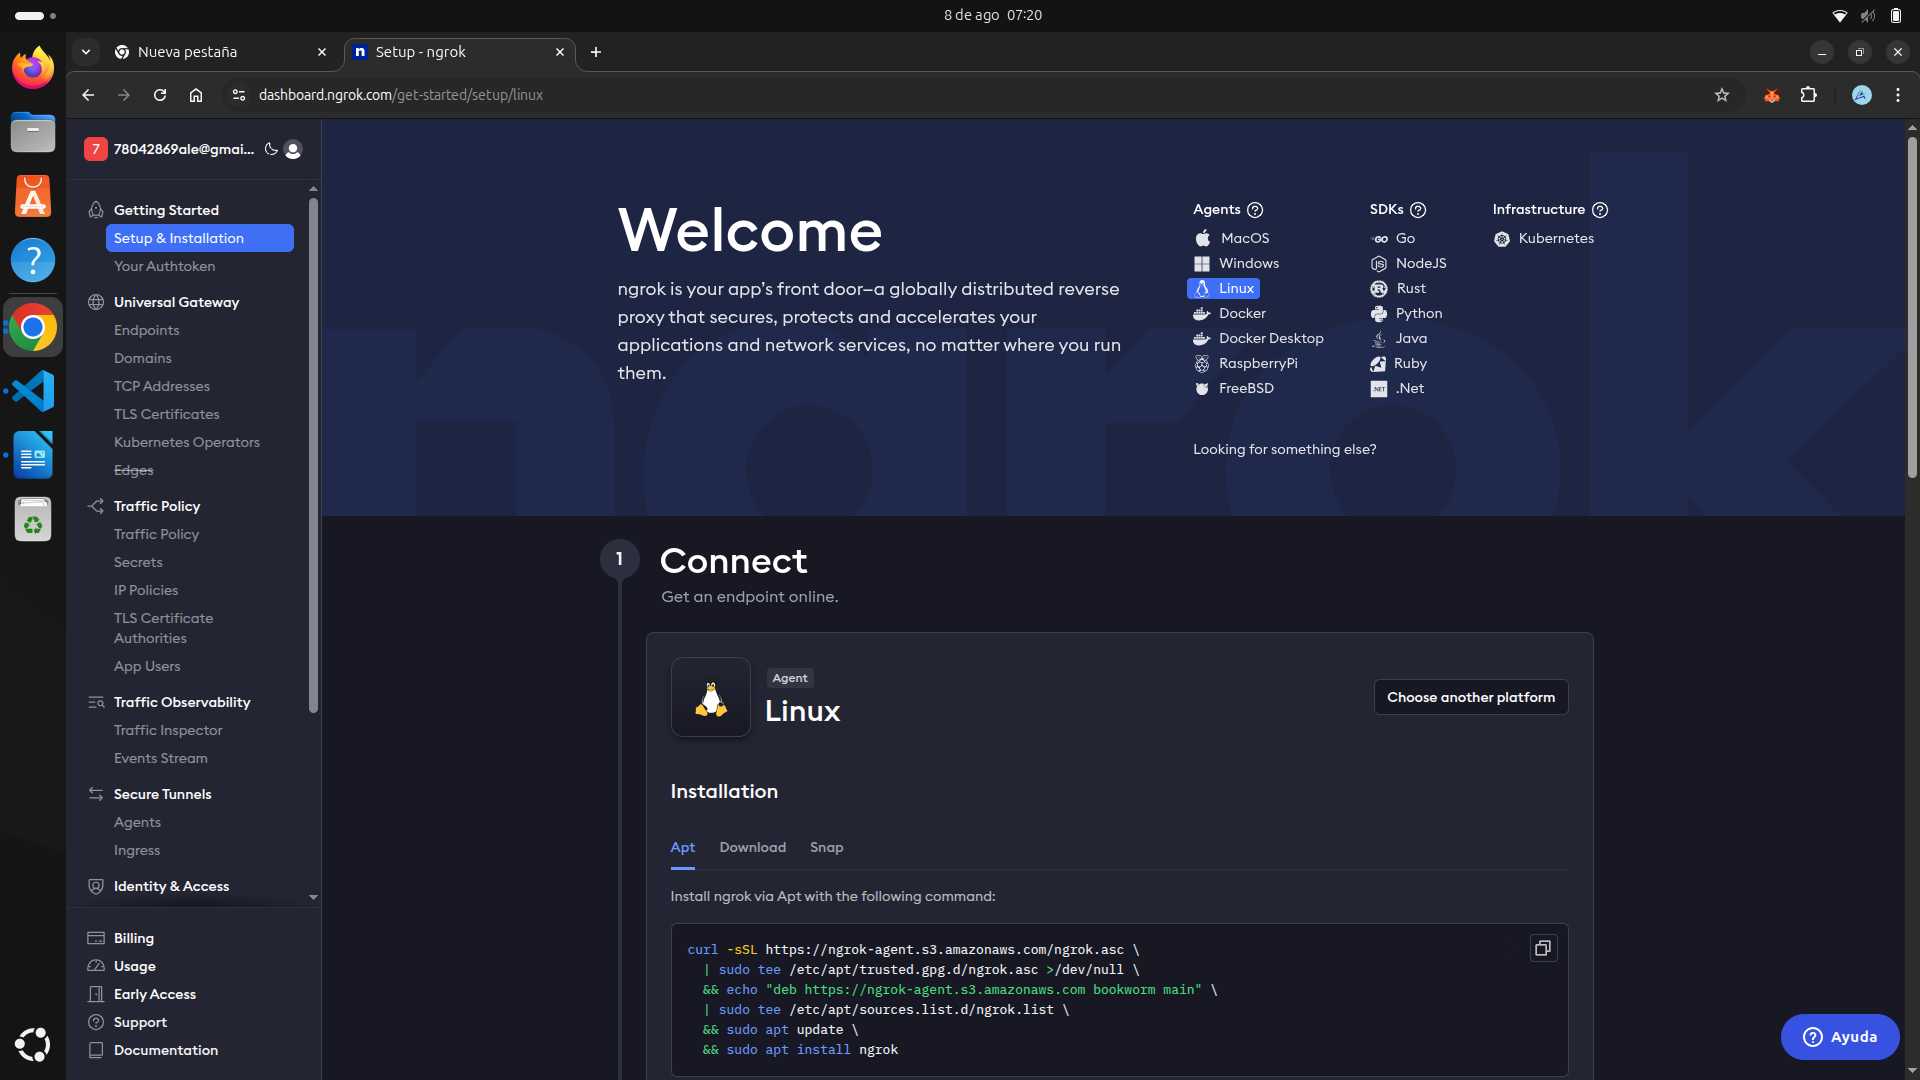 8 de ago 07:20
Nueva pestaña
Setup - ngrok
dashboard.ngrok.com/get-started/setup/linux
7 78042869ale@gmai...
Getting Started
Setup & Installation
Your Authtoken
Universal Gateway
Endpoints
Domains
TCP Addresses
TLS Certificates
Kubernetes Operators
Edges
Traffic Policy
Traffic Policy
Secrets
IP Policies
TLS Certificate
Authorities
App Users
Traffic Observability
Traffic Inspector
Events Stream
Secure Tunnels
Agents
Ingress
Identity & Access
Billing
Usage
Early Access
Support
Documentation
ngrok
Welcome
ngrok is your app’s front door—a globally distributed reverse
proxy that secures, protects and accelerates your
applications and network services, no matter where you run
them.
Agents
MacOS
Windows
Linux
Docker
Docker Desktop
RaspberryPi
FreeBSD
SDKs
Go
NodeJS
Rust
Python
Java
Ruby
.Net
Infrastructure
Kubernetes
Looking for something else?
1
Connect
Get an endpoint online.
Agent
Linux
Choose another platform
Installation
Apt Download Snap
Install ngrok via Apt with the following command:
curl -sSL https://ngrok-agent.s3.amazonaws.com/ngrok.asc \
| sudo tee /etc/apt/trusted.gpg.d/ngrok.asc >/dev/null \
&& echo "deb https://ngrok-agent.s3.amazonaws.com bookworm main" \
| sudo tee /etc/apt/sources.list.d/ngrok.list \
&& sudo apt update \
&& sudo apt install ngrok
Ayuda